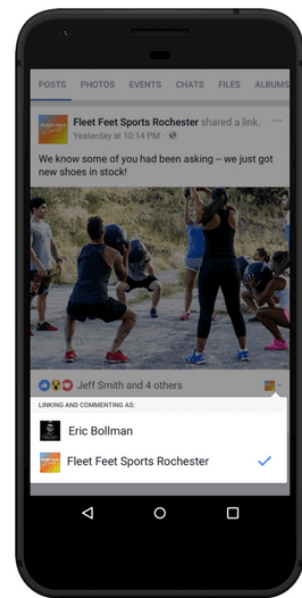 POSTS PHOTOS EVENTS CHATS FILES ALBUMS
Fleet Feet Sports Rochester shared a link.
Yesterday at 10:14 PM ·
We know some of you had been asking -- we just got
new shoes in stock!
Jeff Smith and 4 others
LINKING AND COMMENTING AS:
Eric Bollman
Fleet Feet Sports Rochester